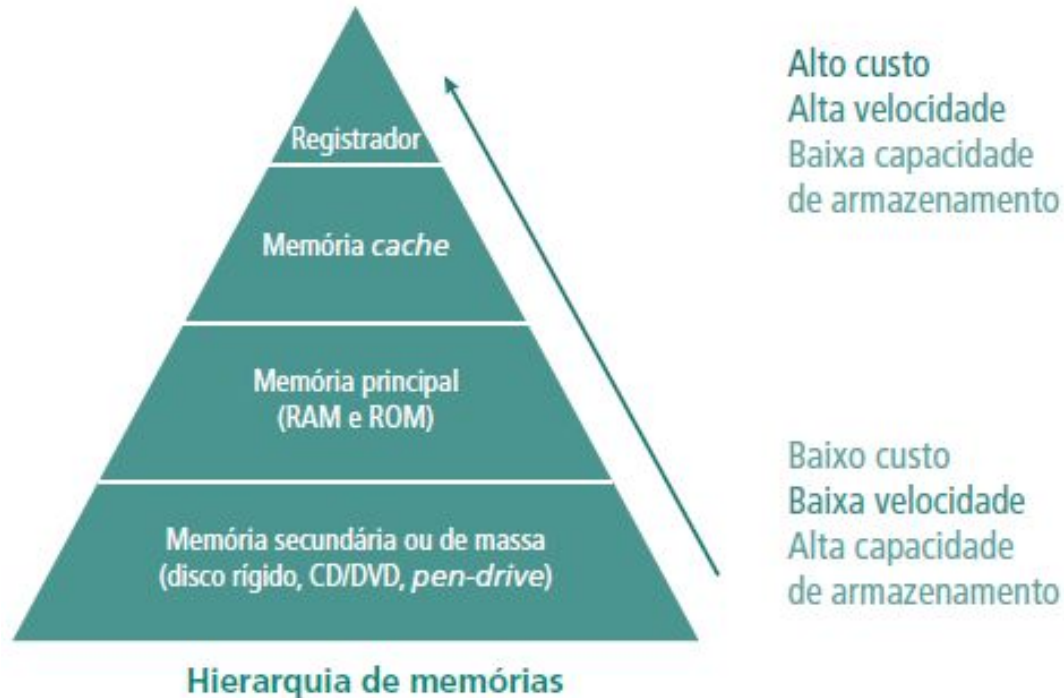 Registrador
Memória cache
Memória principal
(RAM e ROM)
Memória secundária ou de massa
(disco rígido, CD/DVD, pen-drive)
Alto custo
Alta velocidade
Baixa capacidade
de armazenamento
Baixo custo
Baixa velocidade
Alta capacidade
de armazenamento
Hierarquia de memórias